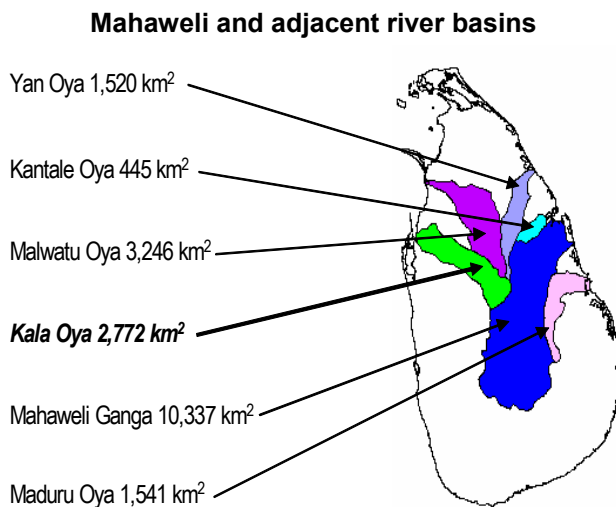 Mahaweli and adjacent river basins
Yan Oya 1,520 km²
Kantale Oya 445 km²
Malwatu Oya 3,246 km²
Kala Oya 2,772 km²
Mahaweli Ganga 10,337 km²
Maduru Oya 1,541 km²